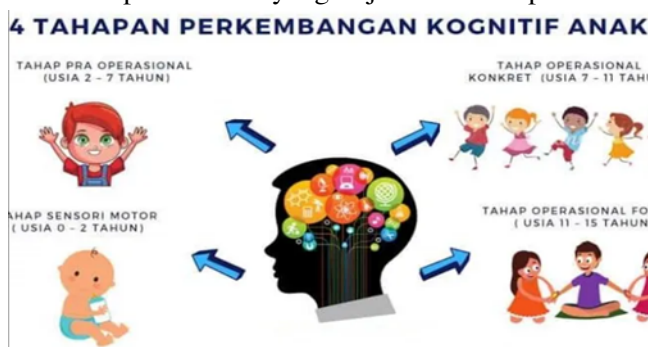 4 TAHAPAN PERKEMBANGAN KOGNITIF ANAK
TAHAP PRA OPERASIONAL
(USIA 2 – 7 TAHUN)
TAHAP OPERASIONAL
KONKRET (USIA 7 – 11 TAHU
AHAP SENSORI MOTOR
( USIA 0 – 2 TAHUN)
TAHAP OPERASIONAL FO
( USIA 11 – 15 TAHUN